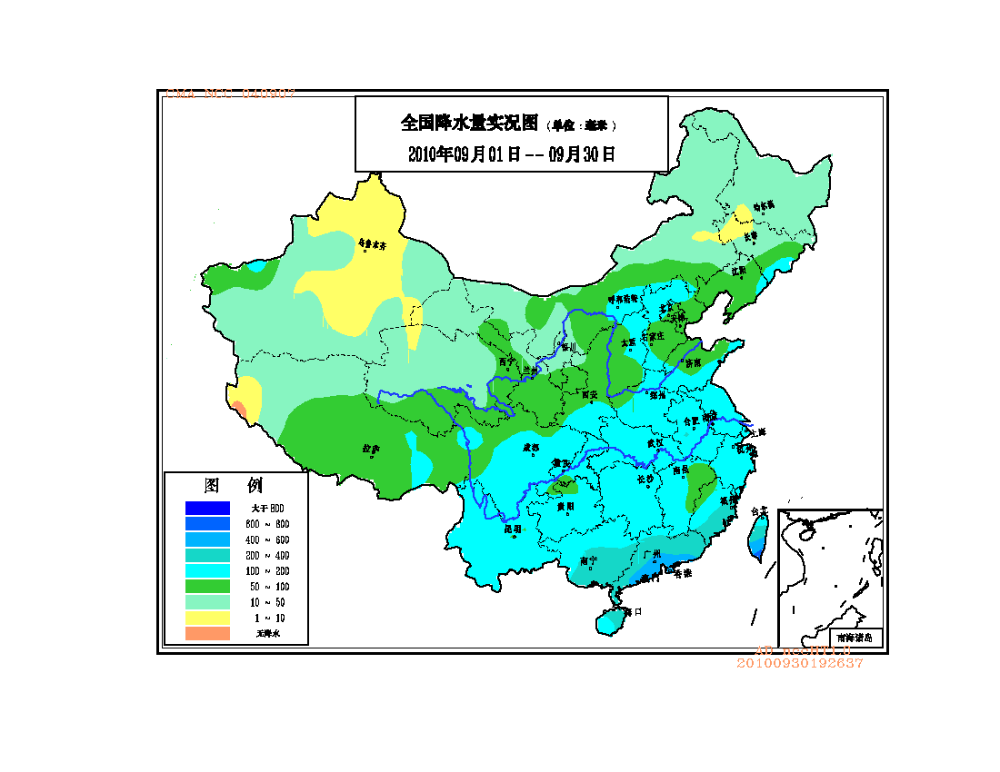 CMA NCC 040907
全国降水量实况图（单位：毫米）
2010年09月01日－－09月30日
哈尔滨
长春
乌鲁木齐
沈阳
呼和浩特
北京
天津
银川
太原
石家庄
西宁
济南
兰州
西安
郑州
合肥
南京
上海
拉萨
成都
武汉
杭州
重庆
南昌
长沙
福州
贵阳
台北
昆明
南宁
广州
澳门
香港
海口
图 例
大于800
600 ~ 800
400 ~ 600
200 ~ 400
100 ~ 200
50 ~ 100
10 ~ 50
1 ~ 10
无降水
南海诸岛
20100930192637